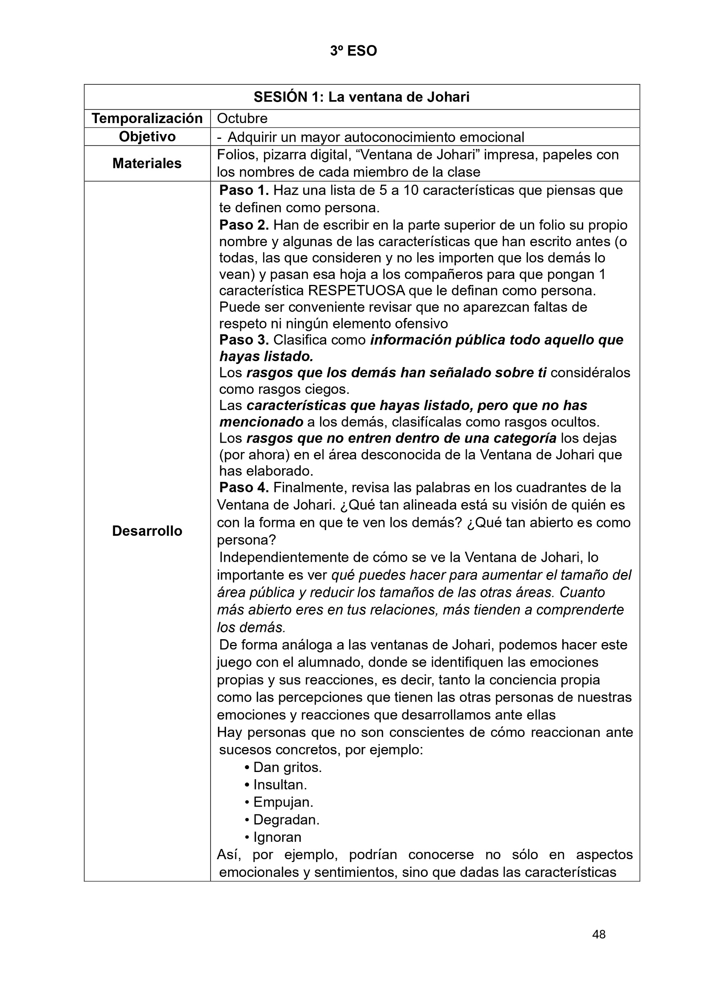 3º ESO
SESIÓN 1: La ventana de Johari
Temporalización
Octubre
Objetivo
- Adquirir un mayor autoconocimiento emocional
Materiales
Folios, pizarra digital, “Ventana de Johari” impresa, papeles con
los nombres de cada miembro de la clase
Desarrollo
Paso 1. Haz una lista de 5 a 10 características que piensas que
te definen como persona.
Paso 2. Han de escribir en la parte superior de un folio su propio
nombre y algunas de las características que han escrito antes (o
todas, las que consideren y no les importen que los demás lo
vean) y pasan esa hoja a los compañeros para que pongan 1
característica RESPETUOSA que le definan como persona.
Puede ser conveniente revisar que no aparezcan faltas de
respeto ni ningún elemento ofensivo
Paso 3. Clasifica como información pública todo aquello que
hayas listado.
Los rasgos que los demás han señalado sobre ti considéralos
como rasgos ciegos.
Las características que hayas listado, pero que no has
mencionado a los demás, clasifícalas como rasgos ocultos.
Los rasgos que no entren dentro de una categoría los dejas
(por ahora) en el área desconocida de la Ventana de Johari que
has elaborado.
Paso 4. Finalmente, revisa las palabras en los cuadrantes de la
Ventana de Johari. ¿Qué tan alineada está su visión de quién es
con la forma en que te ven los demás? ¿Qué tan abierto es como
persona?
Independientemente de cómo se ve la Ventana de Johari, lo
importante es ver qué puedes hacer para aumentar el tamaño del
área pública y reducir los tamaños de las otras áreas. Cuanto
más abierto eres en tus relaciones, más tienden a comprenderte
los demás.
De forma análoga a las ventanas de Johari, podemos hacer este
juego con el alumnado, donde se identifiquen las emociones
propias y sus reacciones, es decir, tanto la conciencia propia
como las percepciones que tienen las otras personas de nuestras
emociones y reacciones que desarrollamos ante ellas
Hay personas que no son conscientes de cómo reaccionan ante
sucesos concretos, por ejemplo:
• Dan gritos.
• Insultan.
• Empujan.
• Degradan.
• Ignoran
Así, por ejemplo, podrían conocerse no sólo en aspectos
emocionales y sentimientos, sino que dadas las características
48